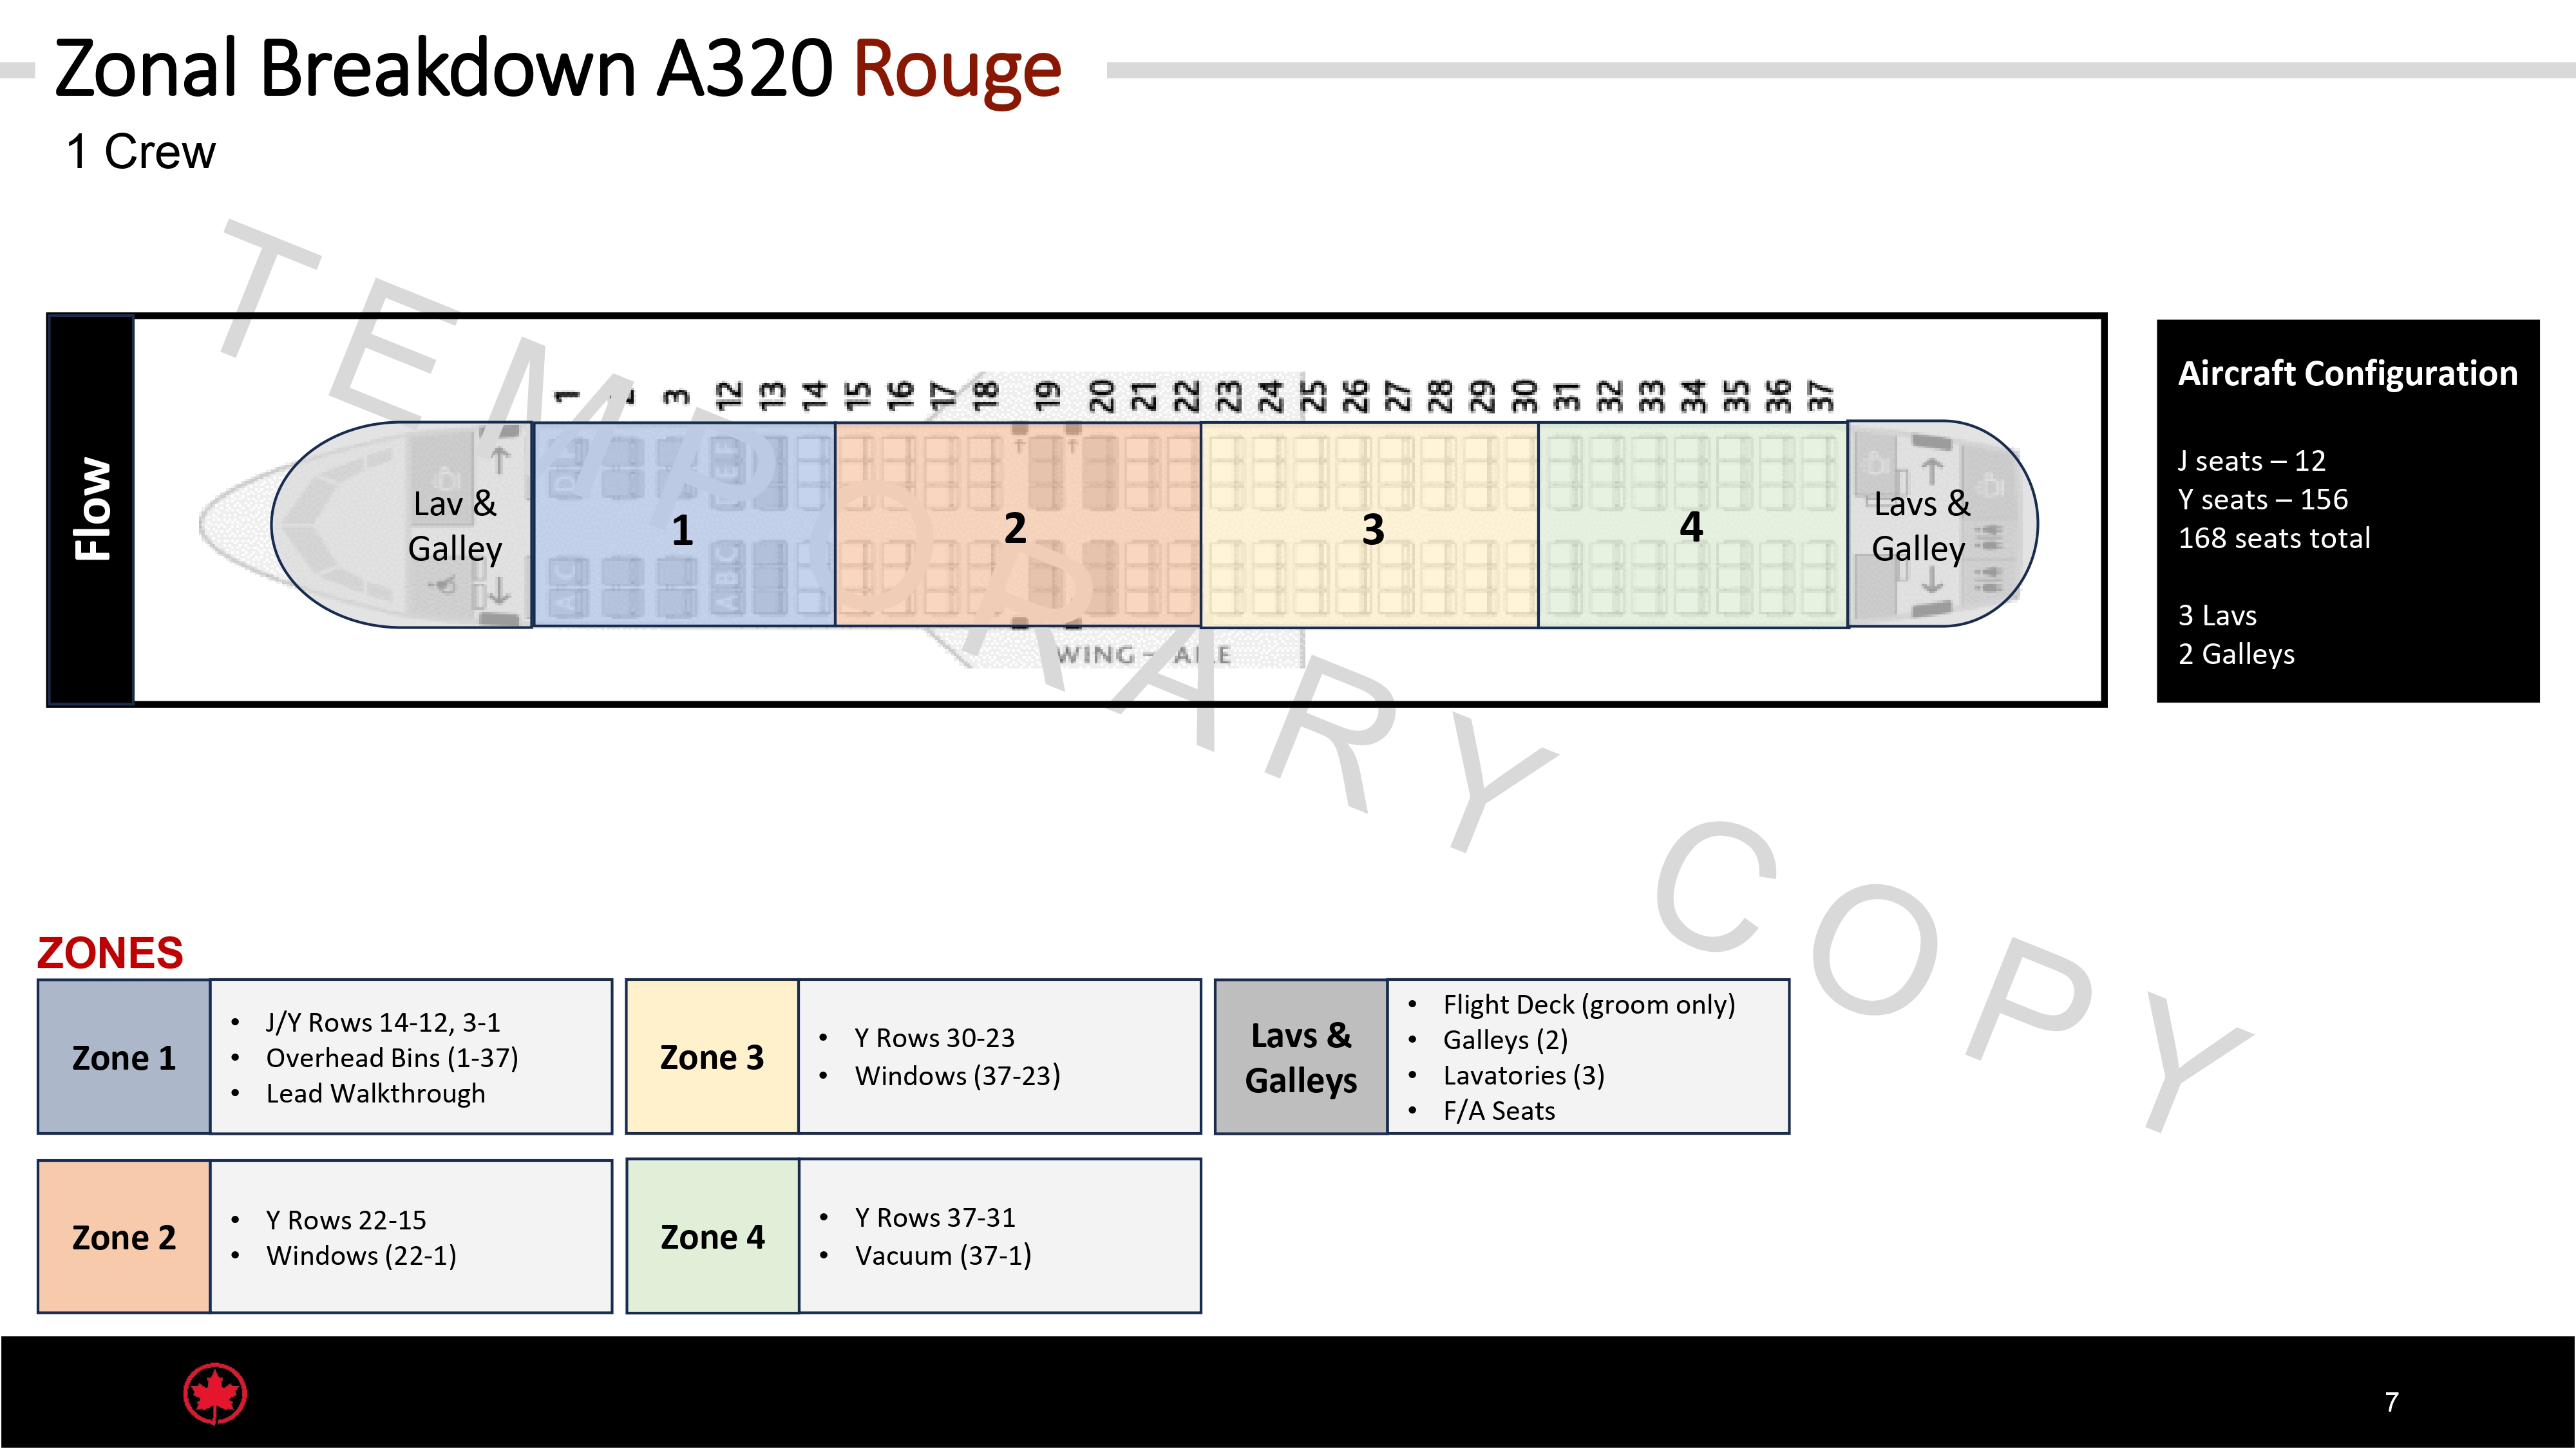 Zonal Breakdown A320 Rouge
1 Crew
TEMPORARY COPY
Flow
1 3 12 13 14 15 16 17 18 19 20 21 22 23 24 25 26 27 28 29 30 31 32 33 34 35 36 37
Lav &
Galley
1
2
3
4
Lavs &
Galley
A B C
WING
Aircraft Configuration
J seats – 12
Y seats – 156
168 seats total
3 Lavs
2 Galleys
ZONES
Zone 1
• J/Y Rows 14-12, 3-1
• Overhead Bins (1-37)
• Lead Walkthrough
Zone 3
• Y Rows 30-23
• Windows (37-23)
Lavs &
Galleys
• Flight Deck (groom only)
• Galleys (2)
• Lavatories (3)
• F/A Seats
Zone 2
• Y Rows 22-15
• Windows (22-1)
Zone 4
• Y Rows 37-31
• Vacuum (37-1)
7